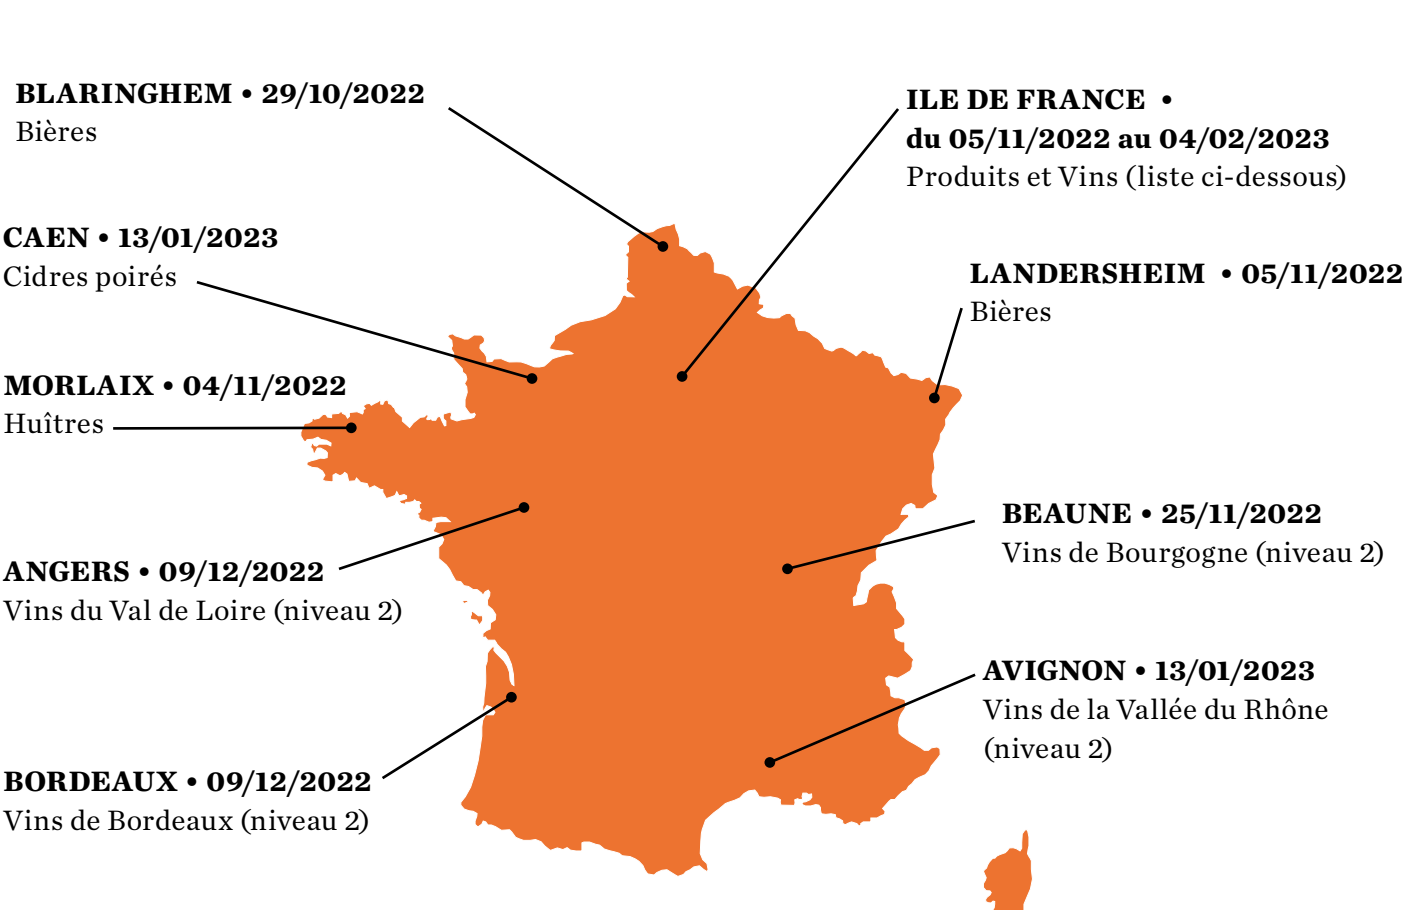 BLARINGHEM • 29/10/2022
Bières
CAEN • 13/01/2023
Cidres poirés
MORLAIX • 04/11/2022
Huîtres
ANGERS • 09/12/2022
Vins du Val de Loire (niveau 2)
BORDEAUX • 09/12/2022
Vins de Bordeaux (niveau 2)
ILE DE FRANCE •
du 05/11/2022 au 04/02/2023
Produits et Vins (liste ci-dessous)
LANDERSHEIM • 05/11/2022
Bières
BEAUNE • 25/11/2022
Vins de Bourgogne (niveau 2)
AVIGNON • 13/01/2023
Vins de la Vallée du Rhône
(niveau 2)